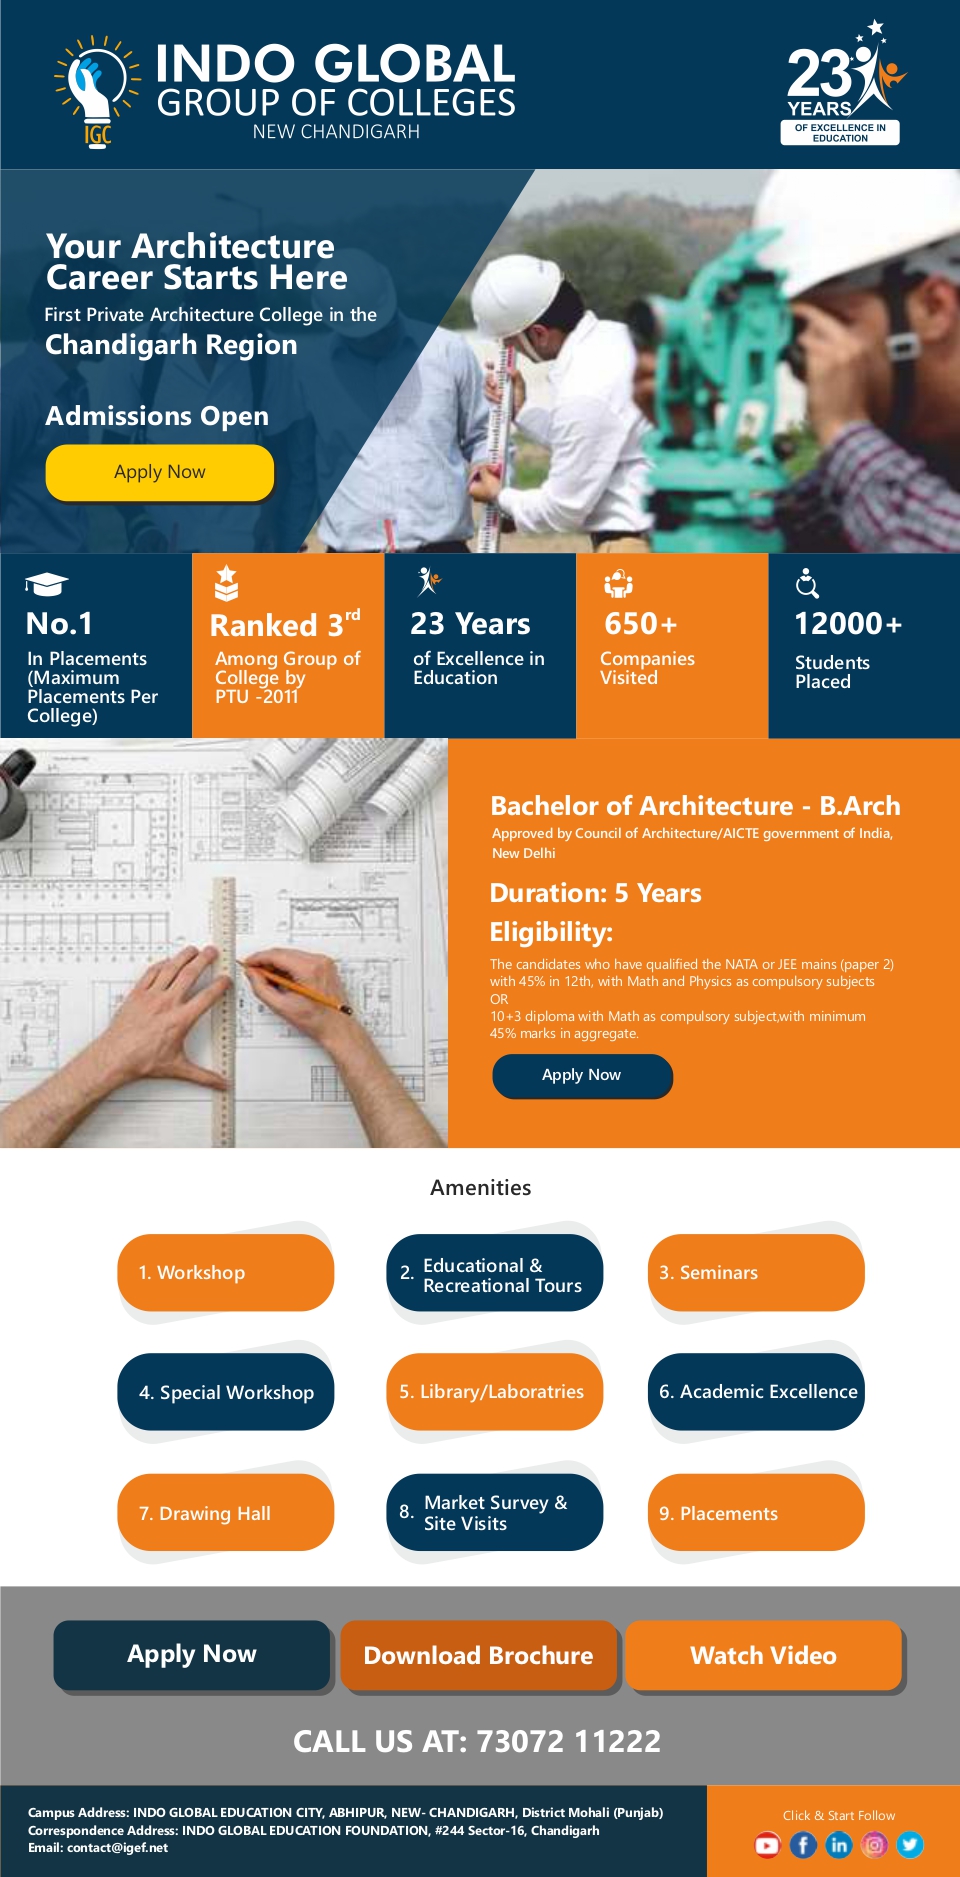 IGC
INDO GLOBAL
GROUP OF COLLEGES
NEW CHANDIGARH
23
YEARS
OF EXCELLENCE IN
EDUCATION
Your Architecture
Career Starts Here
First Private Architecture College in the
Chandigarh Region
Admissions Open
Apply Now
No.1
In Placements
(Maximum
Placements Per
College)
Ranked 3rd
Among Group of
College by
PTU -2011
23 Years
of Excellence in
Education
650+
Companies
Visited
12000+
Students
Placed
Bachelor of Architecture - B.Arch
Approved by Council of Architecture/AICTE government of India,
New Delhi
Duration: 5 Years
Eligibility:
The candidates who have qualified the NATA or JEE mains (paper 2)
with 45% in 12th, with Math and Physics as compulsory subjects
OR
10+3 diploma with Math as compulsory subject,with minimum
45% marks in aggregate.
Apply Now
Amenities
1. Workshop
2. Educational &
Recreational Tours
3. Seminars
4. Special Workshop
5. Library/Laboratries
6. Academic Excellence
7. Drawing Hall
8. Market Survey &
Site Visits
9. Placements
Apply Now
Download Brochure
Watch Video
CALL US AT: 73072 11222
Campus Address: INDO GLOBAL EDUCATION CITY, ABHIPUR, NEW- CHANDIGARH, District Mohali (Punjab)
Correspondence Address: INDO GLOBAL EDUCATION FOUNDATION, #244 Sector-16, Chandigarh
Email: contact@igef.net
Click & Start Follow